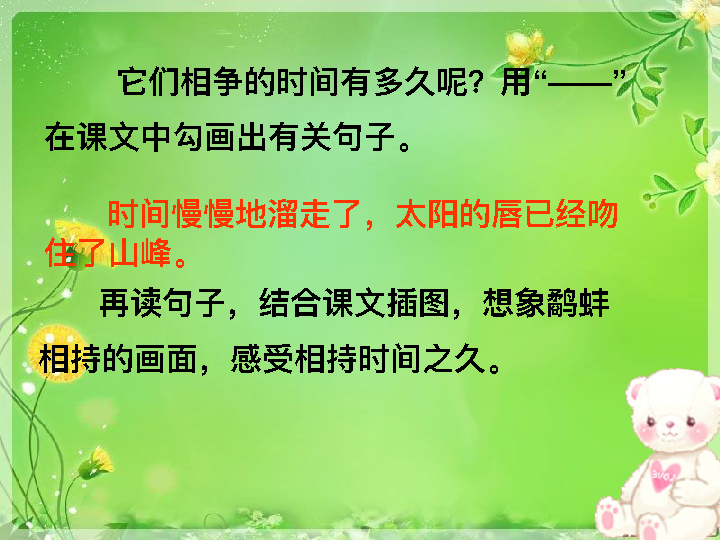 它们相争的时间有多久呢？用“——”
在课文中勾画出有关句子。
时间慢慢地溜走了，太阳的唇已经吻
住了山峰。
再读句子，结合课文插图，想象鹬蚌
相持的画面，感受相持时间之久。